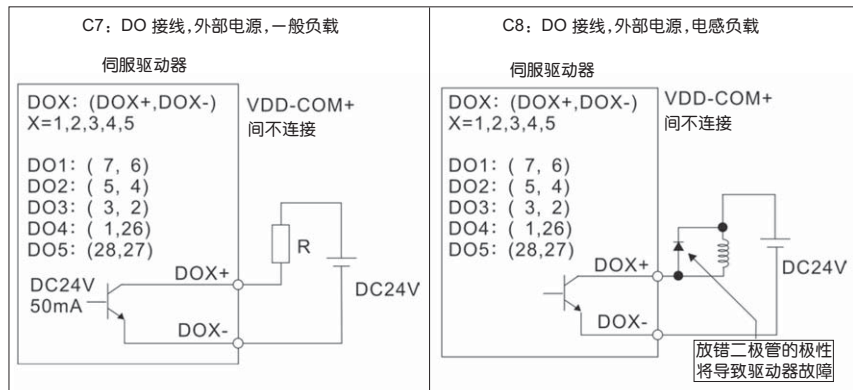 C7：DO 接线,外部电源,一般负载
伺服驱动器
DOX：(DOX+,DOX-)
X=1,2,3,4,5
VDD-COM+
间不连接
DO1：( 7, 6)
DO2：( 5, 4)
DO3：( 3, 2)
DO4：( 1,26)
DO5：(28,27)
R
DOX+
DC24V
50mA
DC24V
DOX-
C8：DO 接线,外部电源,电感负载
伺服驱动器
DOX：(DOX+,DOX-)
X=1,2,3,4,5
VDD-COM+
间不连接
DO1：( 7, 6)
DO2：( 5, 4)
DO3：( 3, 2)
DO4：( 1,26)
DO5：(28,27)
DOX+
DC24V
DOX-
放错二极管的极性
将导致驱动器故障